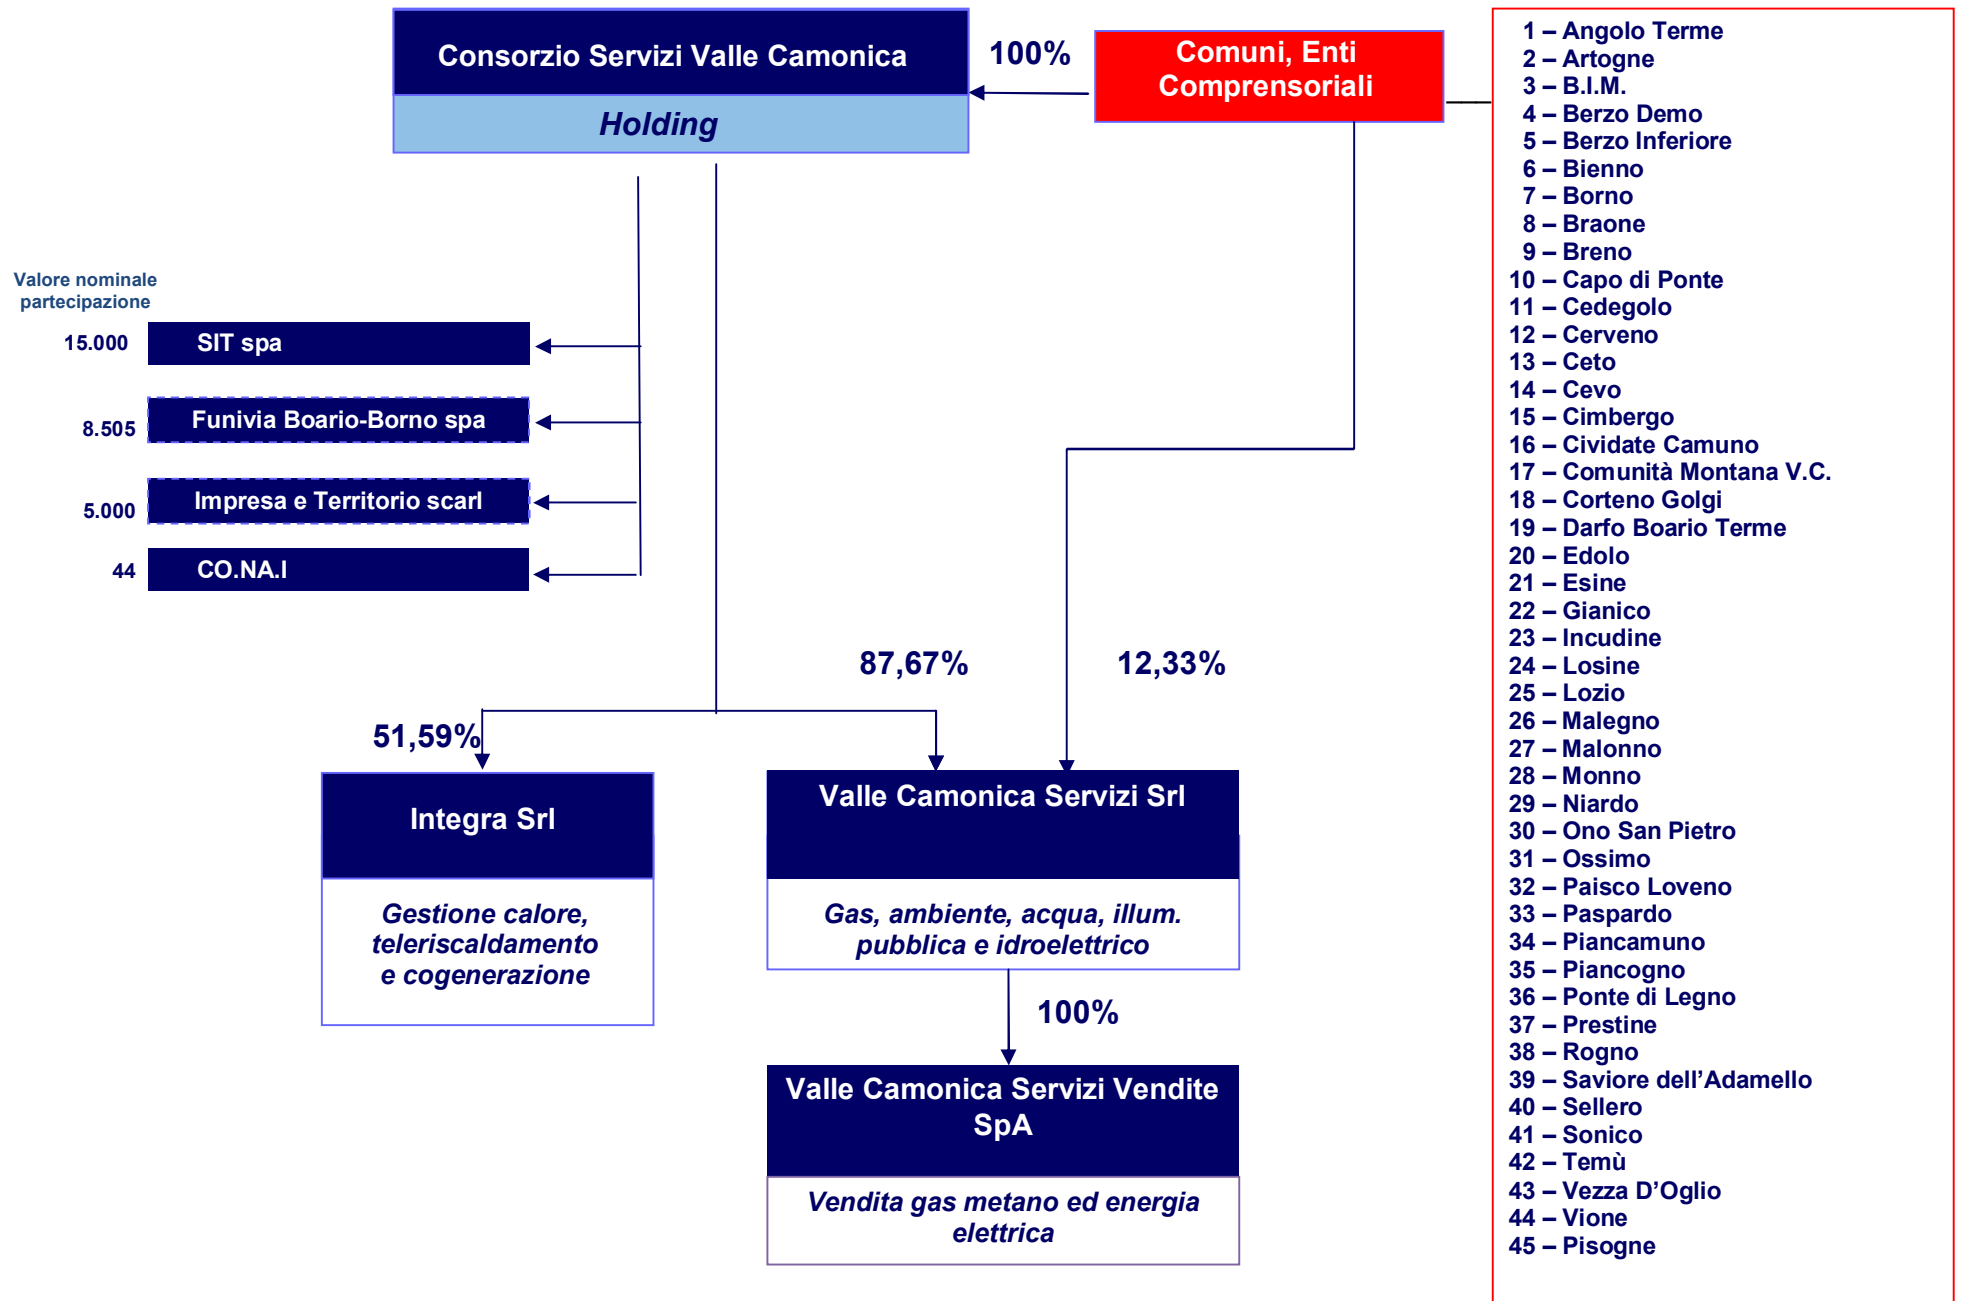 Consorzio Servizi Valle Camonica
Holding
100%
Comuni, Enti
Comprensoriali
Valore nominale
partecipazione
15.000
SIT spa
8.505
Funivia Boario-Borno spa
5.000
Impresa e Territorio scarl
44
CO.NA.I
87,67%
12,33%
51,59%
Integra Srl
Gestione calore,
teleriscaldamento
e cogenerazione
Valle Camonica Servizi Srl
Gas, ambiente, acqua, illum.
pubblica e idroelettrico
100%
Valle Camonica Servizi Vendite
SpA
Vendita gas metano ed energia
elettrica
1 – Angolo Terme
2 – Artogne
3 – B.I.M.
4 – Berzo Demo
5 – Berzo Inferiore
6 – Bienno
7 – Borno
8 – Braone
9 – Breno
10 – Capo di Ponte
11 – Cedegolo
12 – Cerveno
13 – Ceto
14 – Cevo
15 – Cimbergo
16 – Cividate Camuno
17 – Comunità Montana V.C.
18 – Corteno Golgi
19 – Darfo Boario Terme
20 – Edolo
21 – Esine
22 – Gianico
23 – Incudine
24 – Losine
25 – Lozio
26 – Malegno
27 – Malonno
28 – Monno
29 – Niardo
30 – Ono San Pietro
31 – Ossimo
32 – Paisco Loveno
33 – Paspardo
34 – Piancamuno
35 – Piancogno
36 – Ponte di Legno
37 – Prestine
38 – Rogno
39 – Saviore dell’Adamello
40 – Sellero
41 – Sonico
42 – Temù
43 – Vezza D’Oglio
44 – Vione
45 – Pisogne